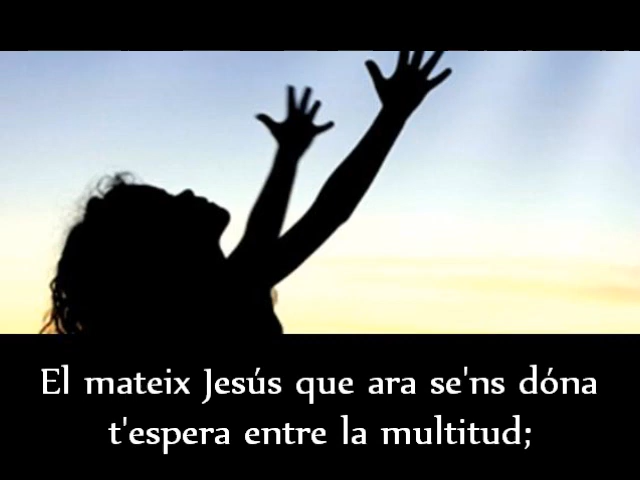 El mateix Jesús que ara se'ns dóna
t'espera entre la multitud;